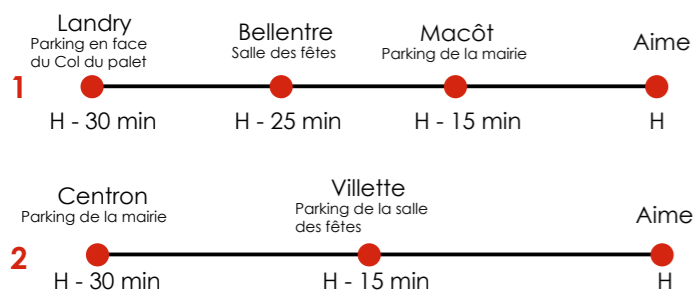 Landry
Parking en face
du Col du palet
Bellentre
Salle des fêtes
Macôt
Parking de la mairie
Aime
1
H - 30 min
H - 25 min
H - 15 min
H
Centron
Parking de la mairie
Villette
Parking de la salle
des fêtes
Aime
2
H - 30 min
H - 15 min
H